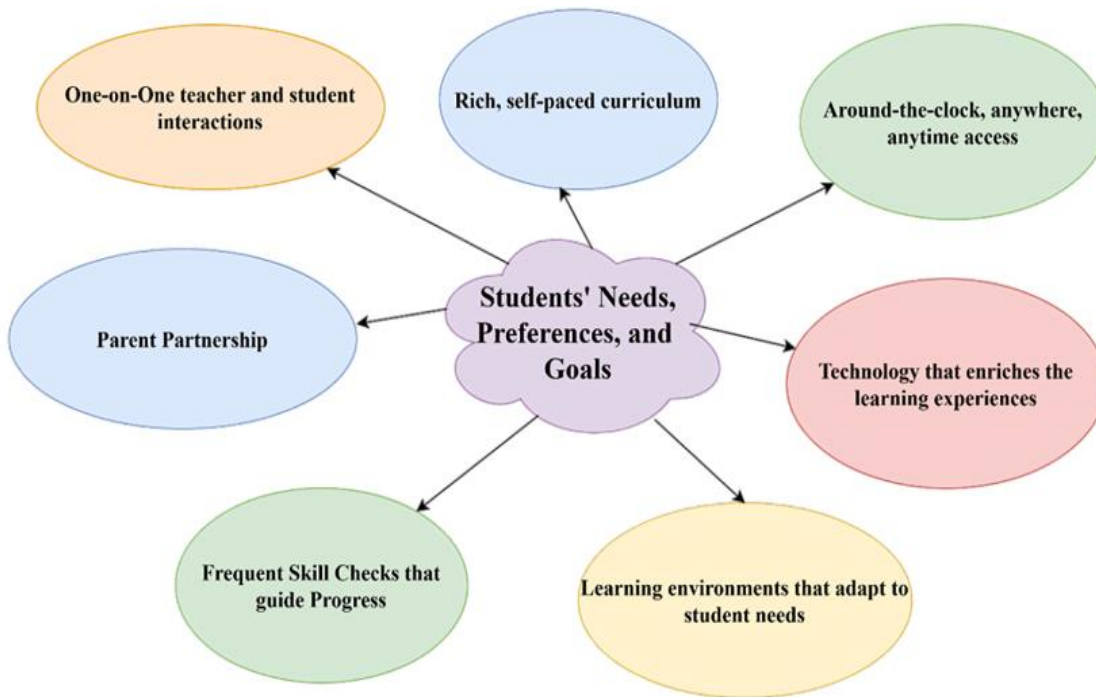 One-on-One teacher and student
interactions
Rich, self-paced curriculum
Around-the-clock, anywhere,
anytime access
Students' Needs,
Preferences, and
Goals
Parent Partnership
Technology that enriches the
learning experiences
Frequent Skill Checks that
guide Progress
Learning environments that adapt to
student needs